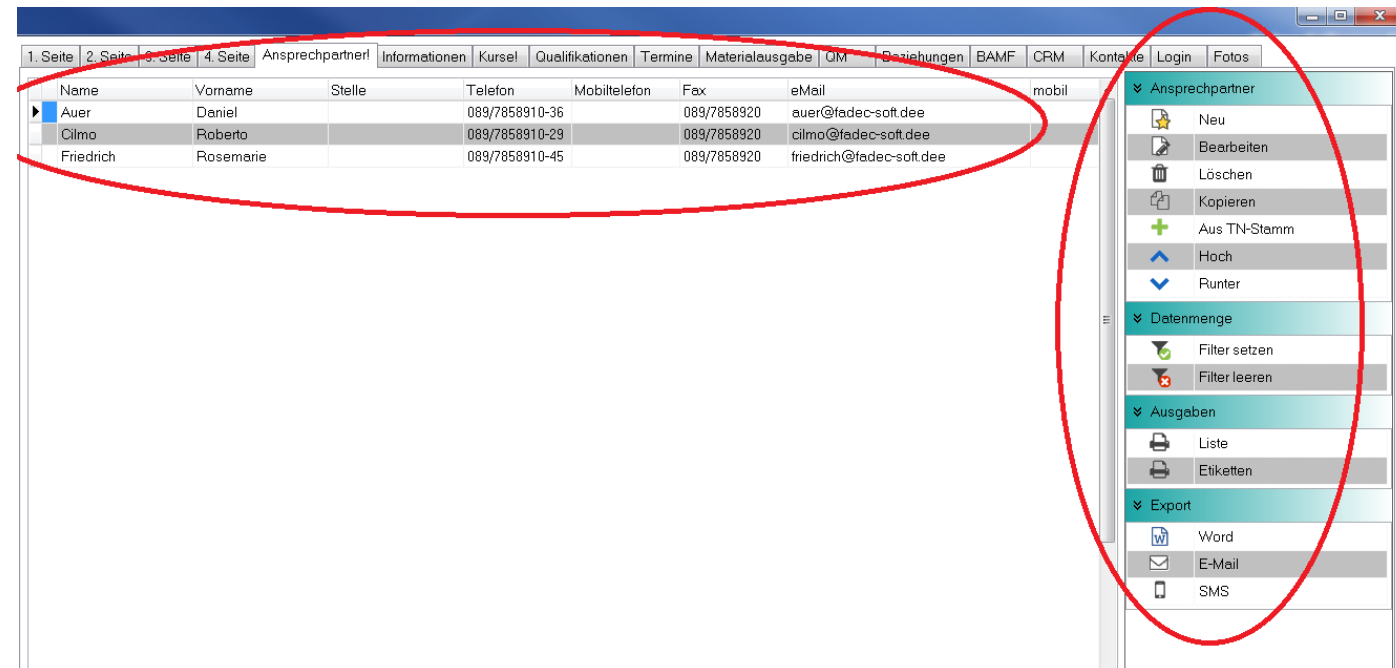 1. Seite 2. Seite 3. Seite 4. Seite Ansprechpartner! Informationen Kurse! Qualifikationen Termine Materialausgabe QM Beziehungen BAMF CRM Kontakte Login Fotos
Name Vorname Stelle Telefon Mobiltelefon Fax eMail mobil
Auer Daniel 089/7858910-36 089/7858920 auer@fadec-soft.dee
Cilmo Roberto 089/7858910-29 089/7858920 cilmo@fadec-soft.dee
Friedrich Rosemarie 089/7858910-45 089/7858920 friedrich@fadec-soft.dee
Ansprechpartner
Neu
Bearbeiten
Löschen
Kopieren
Aus TN-Stamm
Hoch
Runter
Datenmenge
Filter setzen
Filter leeren
Ausgaben
Liste
Etiketten
Export
Word
E-Mail
SMS